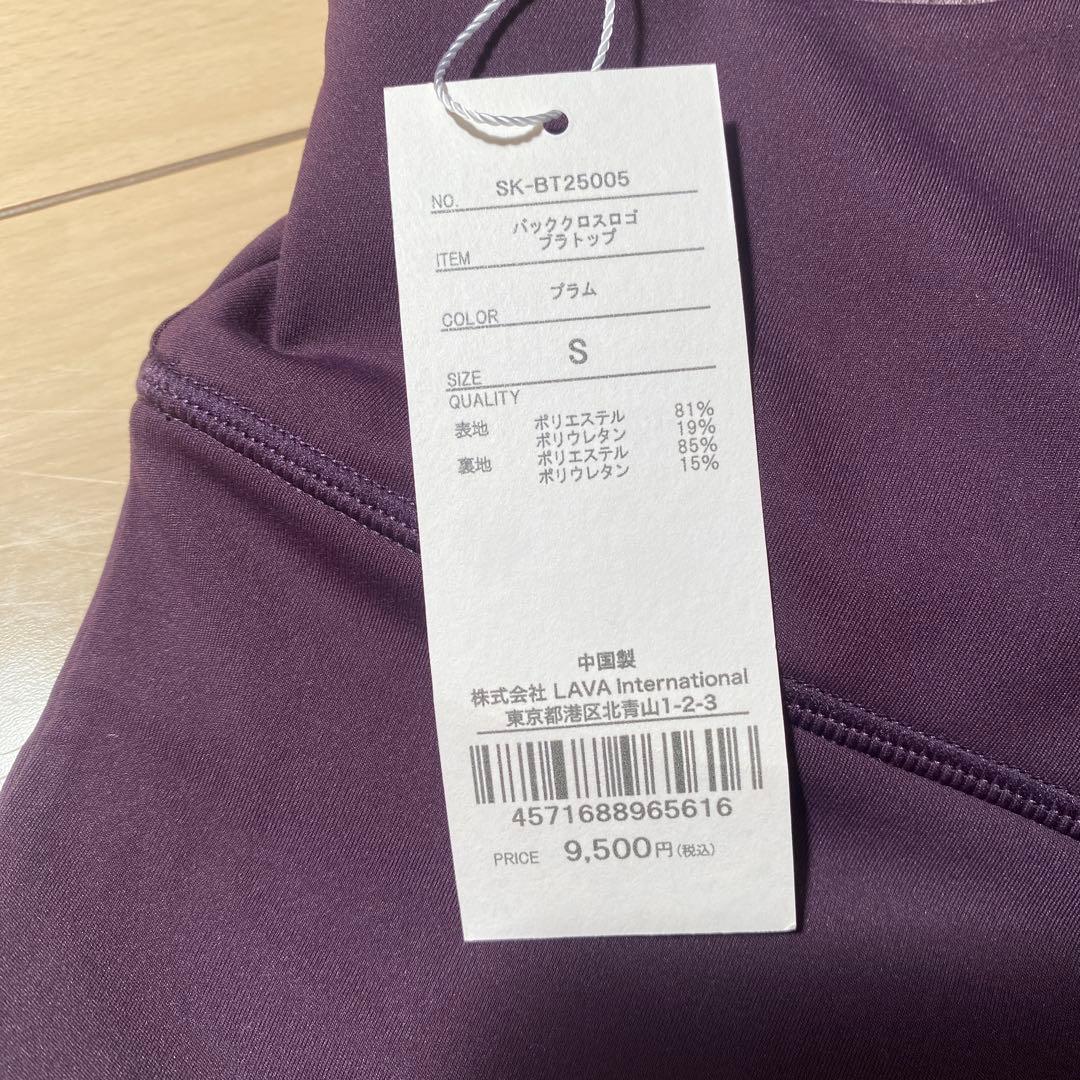 NO. SK-BT25005
バッククロスロゴ
ブラトップ
ITEM
プラム
COLOR
S
SIZE
QUALITY
表地 ポリエステル 81%
ポリウレタン 19%
裏地 ポリエステル 85%
ポリウレタン 15%
中国製
株式会社 LAVA International
東京都港区北青山1-2-3
4571688965616
PRICE 9,500円(税込)